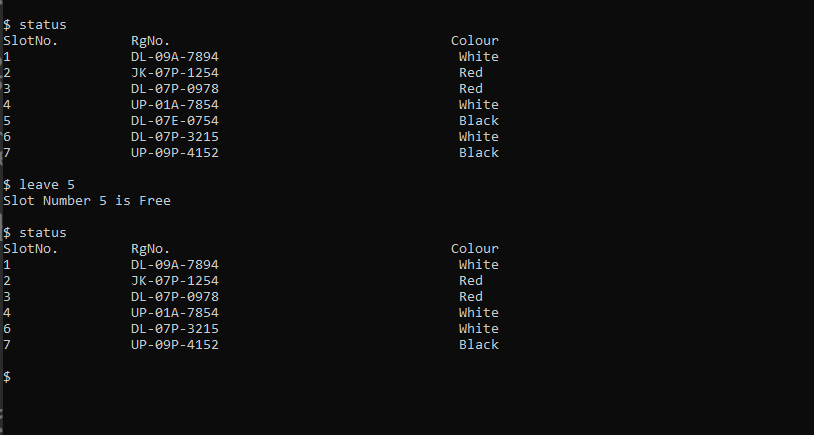 $ status
SlotNo. RgNo. Colour
1 DL-09A-7894 White
2 JK-07P-1254 Red
3 DL-07P-0978 Red
4 UP-01A-7854 White
5 DL-07E-0754 Black
6 DL-07P-3215 White
7 UP-09P-4152 Black
$ leave 5
Slot Number 5 is Free
$ status
SlotNo. RgNo. Colour
1 DL-09A-7894 White
2 JK-07P-1254 Red
3 DL-07P-0978 Red
4 UP-01A-7854 White
6 DL-07P-3215 White
7 UP-09P-4152 Black
$